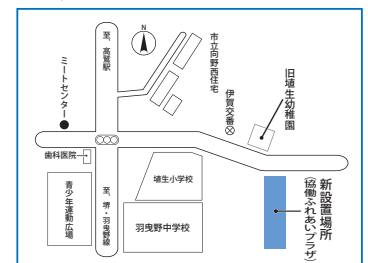 N
至、高鷲駅
市立向野西住宅
ミートセンター
伊賀交番
旧埴生幼稚園
歯科医院
埴生小学校
新設置場所
(協働ふれあいプラザ)
青少年運動広場
至、堺・羽曳野線
羽曳野中学校